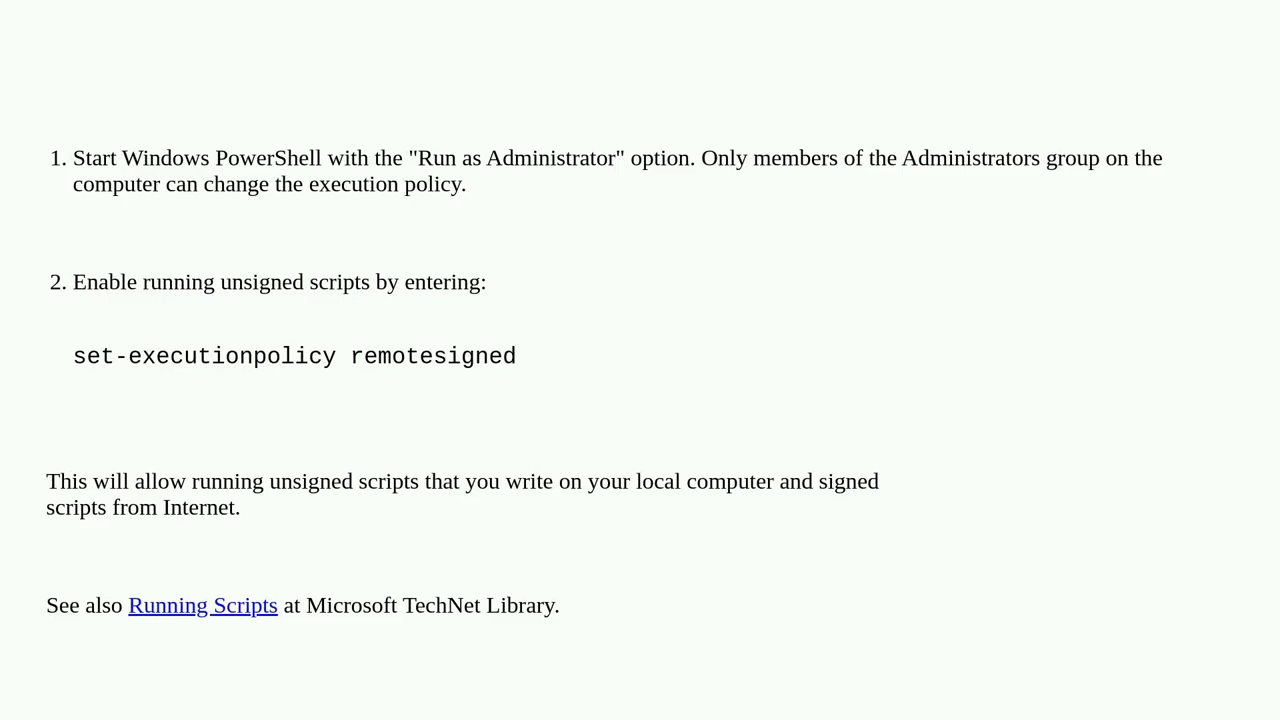 1. Start Windows PowerShell with the "Run as Administrator" option. Only members of the Administrators group on the
computer can change the execution policy.
2. Enable running unsigned scripts by entering:
set-executionpolicy remotesigned
This will allow running unsigned scripts that you write on your local computer and signed
scripts from Internet.
See also Running Scripts at Microsoft TechNet Library.